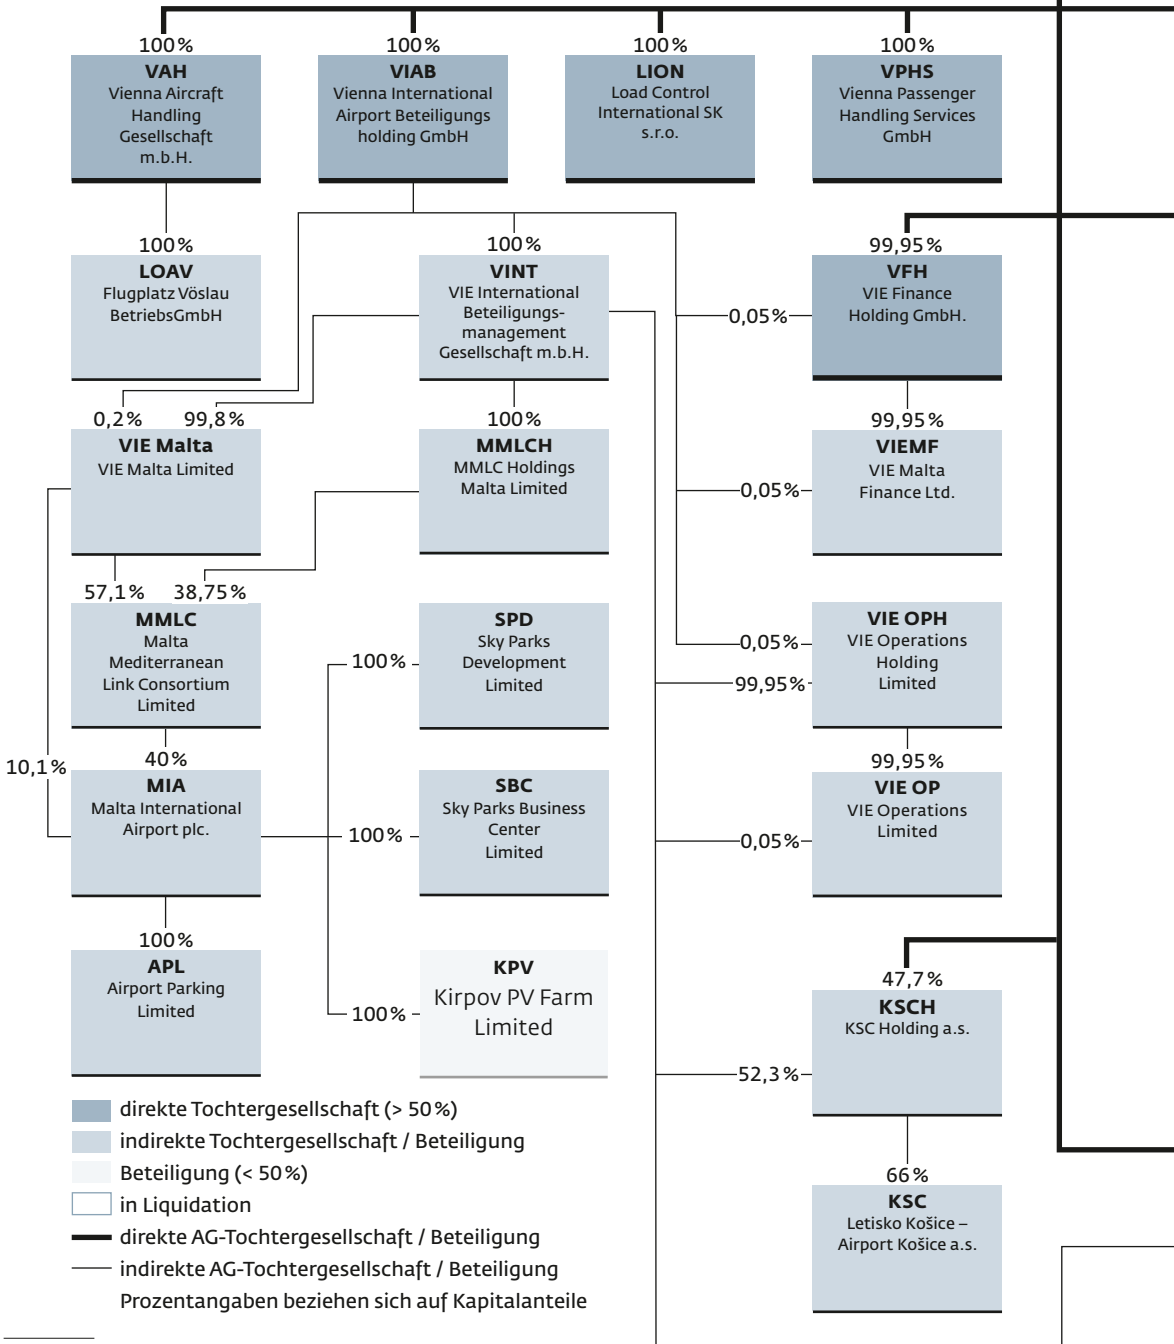 100%
VAH
Vienna Aircraft
Handling
Gesellschaft
m.b.H.
100%
VIAB
Vienna International
Airport Beteiligungs
holding GmbH
100%
LION
Load Control
International SK
s.r.o.
100%
VPHS
Vienna Passenger
Handling Services
GmbH
100%
LOAV
Flugplatz Vöslau
BetriebsGmbH
100%
VINT
VIE International
Beteiligungs-
management
Gesellschaft m.b.H.
0,05%
99,95%
VFH
VIE Finance
Holding GmbH.
0,2%
99,8%
VIE Malta
VIE Malta Limited
100%
MMLCH
MMLC Holdings
Malta Limited
0,05%
99,95%
VIEMF
VIE Malta
Finance Ltd.
57,1%
38,75%
MMLC
Malta
Mediterranean
Link Consortium
Limited
100%
SPD
Sky Parks
Development
Limited
0,05%
99,95%
VIE OPH
VIE Operations
Holding
Limited
10,1%
40%
MIA
Malta International
Airport plc.
100%
SBC
Sky Parks Business
Center
Limited
0,05%
99,95%
VIE OP
VIE Operations
Limited
100%
APL
Airport Parking
Limited
100%
KPV
Kirpov PV Farm
Limited
52,3%
47,7%
KSCH
KSC Holding a.s.
66%
KSC
Letisko Košice –
Airport Košice a.s.
direkte Tochtergesellschaft (> 50%)
indirekte Tochtergesellschaft / Beteiligung
Beteiligung (< 50%)
in Liquidation
direkte AG-Tochtergesellschaft / Beteiligung
indirekte AG-Tochtergesellschaft / Beteiligung
Prozentangaben beziehen sich auf Kapitalanteile